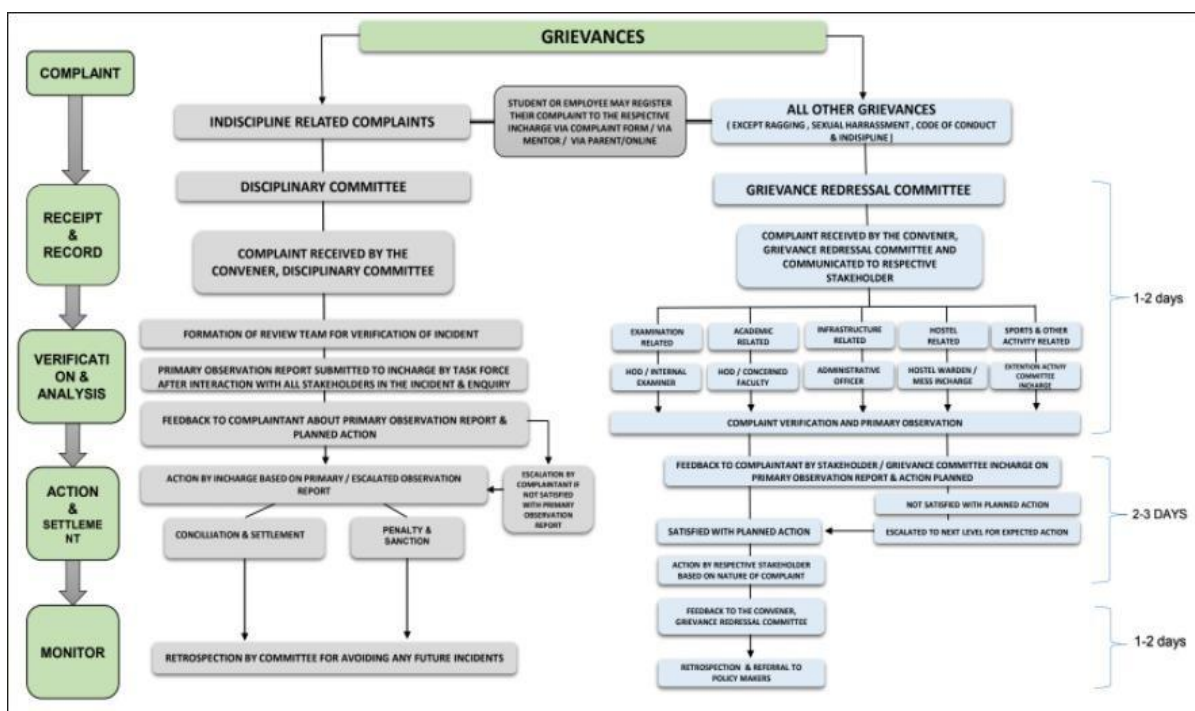 GRIEVANCES
COMPLAINT
RECEIPT
&
RECORD
VERIFICATI
ON &
ANALYSIS
ACTION
&
SETTLEME
NT
MONITOR
INDISCIPLINE RELATED COMPLAINTS
STUDENT OR EMPLOYEE MAY REGISTER
THEIR COMPLAINT TO THE RESPECTIVE
INCHARGE VIA COMPLAINT FORM / VIA
MENTOR / VIA PARENT/ONLINE
ALL OTHER GRIEVANCES
( EXCEPT RAGGING , SEXUAL HARRASSMENT , CODE OF CONDUCT
& INDISIPLINE )
DISCIPLINARY COMMITTEE
COMPLAINT RECEIVED BY THE
CONVENER, DISCIPLINARY COMMITTEE
FORMATION OF REVIEW TEAM FOR VERIFICATION OF INCIDENT
PRIMARY OBSERVATION REPORT SUBMITTED TO INCHARGE BY TASK FORCE
AFTER INTERACTION WITH ALL STAKEHOLDERS IN THE INCIDENT & ENQUIRY
FEEDBACK TO COMPLAINTANT ABOUT PRIMARY OBSERVATION REPORT &
PLANNED ACTION
ACTION BY INCHARGE BASED ON PRIMARY / ESCALATED OBSERVATION
REPORT
ESCALATION BY
COMPLAINTANT IF
NOT SATISFIED
WITH PRIMARY
OBSERVATION
REPORT
CONCILLIATION & SETTLEMENT
PENALTY &
SANCTION
RETROSPECTION BY COMMITTEE FOR AVOIDING ANY FUTURE INCIDENTS
GRIEVANCE REDRESSAL COMMITTEE
COMPLAINT RECEIVED BY THE CONVENER,
GRIEVANCE REDRESSAL COMMITTEE AND
COMMUNICATED TO RESPECTIVE
STAKEHOLDER
EXAMINATION
RELATED
ACADEMIC
RELATED
INFRASTRUCTURE
RELATED
HOSTEL
RELATED
SPORTS & OTHER
ACTIVITY RELATED
HOD / INTERNAL
EXAMINER
HOD / CONCERNED
FACULTY
ADMINISTRATIVE
OFFICER
HOSTEL WARDEN /
MESS INCHARGE
EXTENTION ACTIVITY
COMMITTEE
INCHARGE
COMPLAINT VERIFICATION AND PRIMARY OBSERVATION
FEEDBACK TO COMPLAINANT BY STAKEHOLDER / GRIEVANCE COMMITTEE INCHARGE ON
PRIMARY OBSERVATION REPORT & ACTION PLANNED
NOT SATISFIED WITH PLANNED ACTION
SATISFIED WITH PLANNED ACTION
ESCALATED TO NEXT LEVEL FOR EXPECTED ACTION
ACTION BY RESPECTIVE STAKEHOLDER
BASED ON NATURE OF COMPLAINT
FEEDBACK TO THE CONVENER,
GRIEVANCE REDRESSAL COMMITTEE
RETROSPECTION & REFERRAL TO
POLICY MAKERS
1-2 days
2-3 DAYS
1-2 days